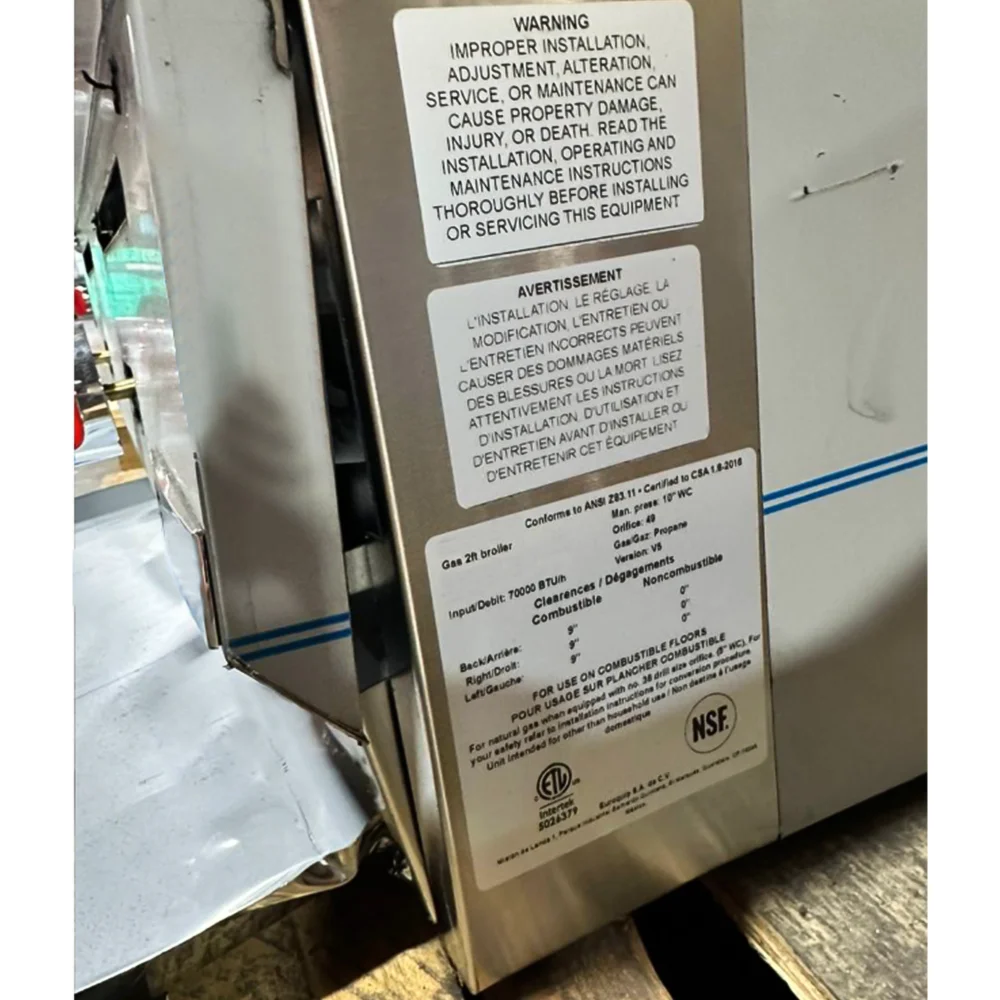 WARNING
IMPROPER INSTALLATION,
ADJUSTMENT, ALTERATION,
SERVICE, OR MAINTENANCE CAN
CAUSE PROPERTY DAMAGE,
INJURY, OR DEATH. READ THE
INSTALLATION, OPERATING AND
MAINTENANCE INSTRUCTIONS
THOROUGHLY BEFORE INSTALLING
OR SERVICING THIS EQUIPMENT
AVERTISSEMENT
L'INSTALLATION, LE RÉGLAGE, LA
MODIFICATION, L'ENTRETIEN OU
L'ENTRETIEN INCORRECTS PEUVENT
CAUSER DES DOMMAGES MATÉRIELS
DES BLESSURES OU LA MORT. LISEZ
ATTENTIVEMENT LES INSTRUCTIONS
D'INSTALLATION, D'UTILISATION ET
D'ENTRETIEN AVANT D'INSTALLER OU
D'ENTRETENIR CET ÉQUIPEMENT
Conforms to ANSI Z83.11 • Certified to CSA 1.8-2016
Gas 2ft broiler
Man. press: 10" WC
Orifice: 49
Gas/Gaz: Propane
Version: V5
Input/Debit: 70000 BTU/h
Clearences / Dégagements
Combustible Noncombustible
Back/Arrière: 9" 0"
Right/Droit: 9" 0"
Left/Gauche: 9" 0"
FOR USE ON COMBUSTIBLE FLOORS
POUR USAGE SUR PLANCHER COMBUSTIBLE
For natural gas when equipped with no. 38 drill size orifice. (5" WC). For
your safety refer to installation instructions for conversion procedure.
Unit intended for other than household use / Non destine à l'usage
domestique
NSF
ETL
Intertek
5026379
Euroquip S.A. de C.V.
México.